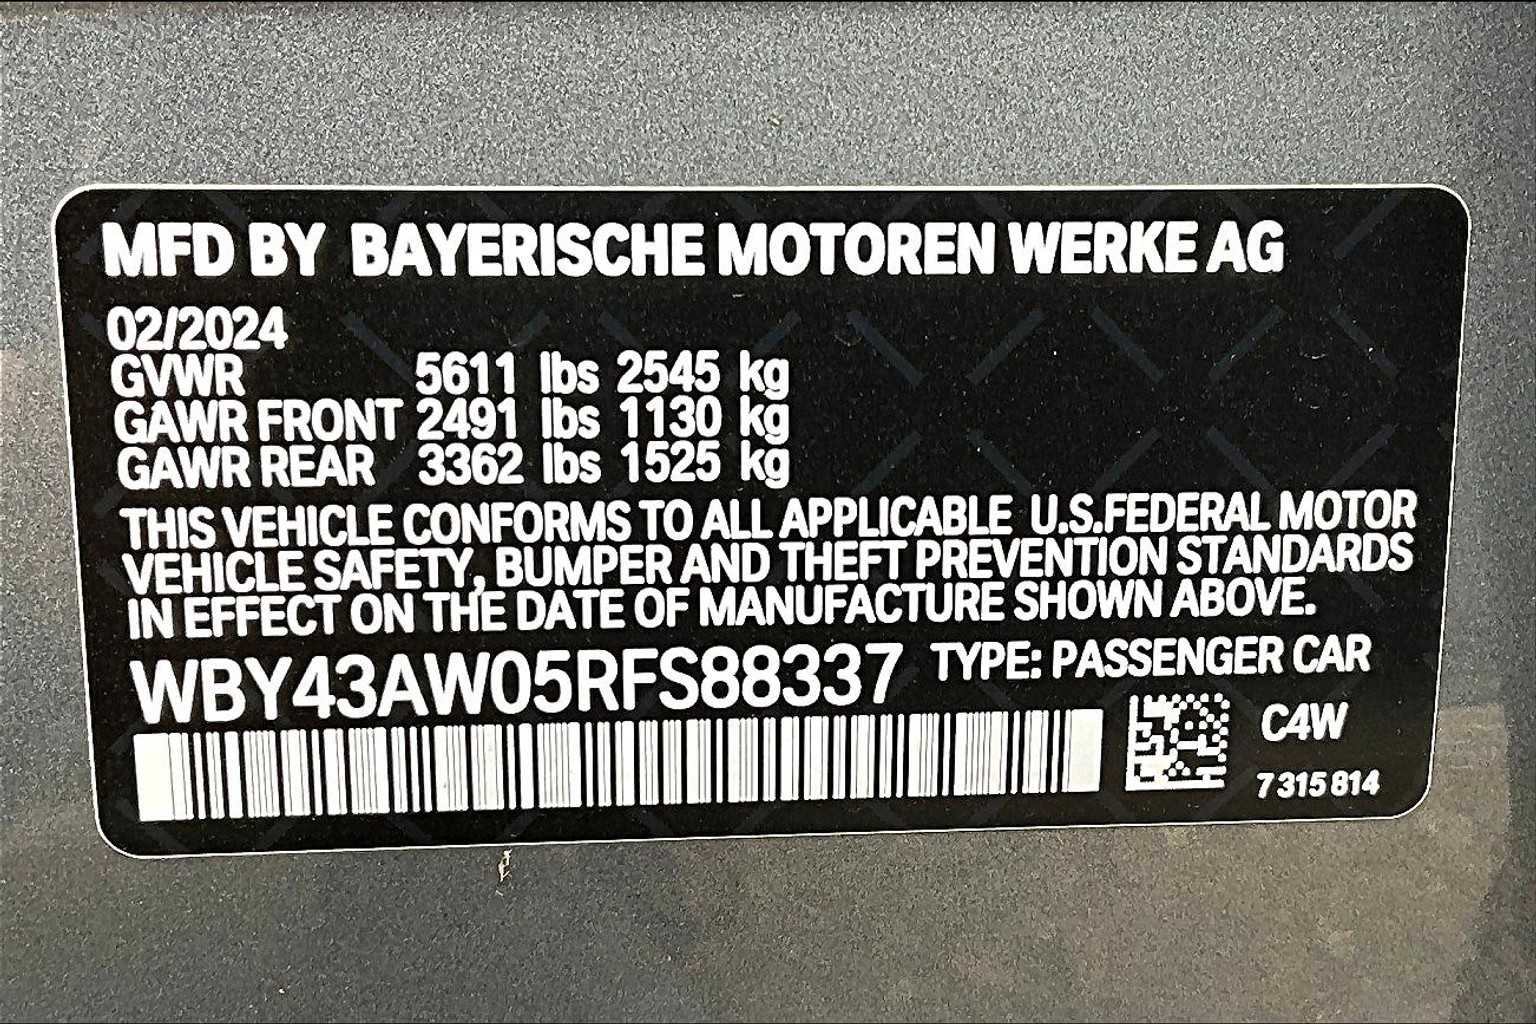 MFD BY BAYERISCHE MOTOREN WERKE AG
02/2024
GVWR 5611 lbs 2545 kg
GAWR FRONT 2491 lbs 1130 kg
GAWR REAR 3362 lbs 1525 kg
THIS VEHICLE CONFORMS TO ALL APPLICABLE U.S.FEDERAL MOTOR
VEHICLE SAFETY, BUMPER AND THEFT PREVENTION STANDARDS
IN EFFECT ON THE DATE OF MANUFACTURE SHOWN ABOVE.
WBY43AW05RFS88337 TYPE: PASSENGER CAR
C4W
7 315 814